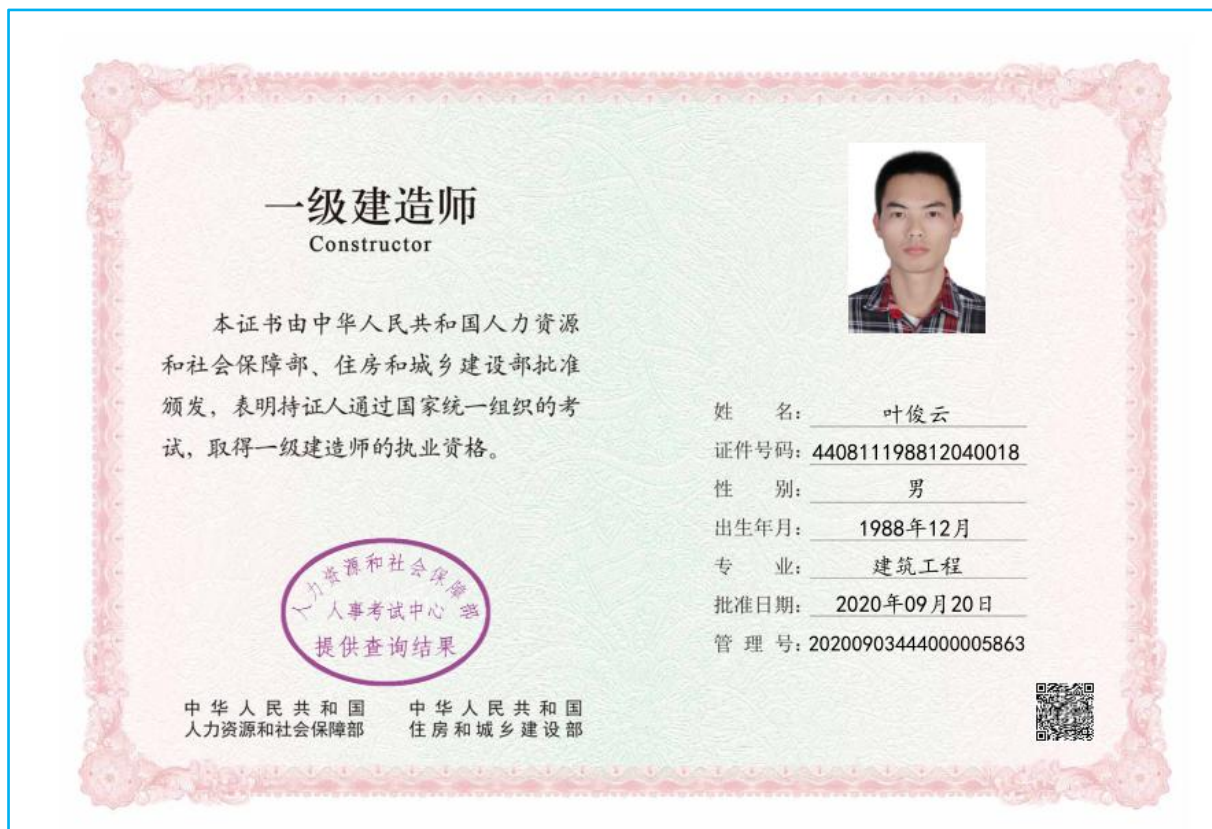 一级建造师
Constructor
本证书由中华人民共和国人力资源
和社会保障部、住房和城乡建设部批准
颁发，表明持证人通过国家统一组织的考
试，取得一级建造师的执业资格。
人力资源和社会保障部
人事考试中心
提供查询结果
中华人民共和国
人力资源和社会保障部
中华人民共和国
住房和城乡建设部
姓 名： 叶俊云
证件号码： 440811198812040018
性 别： 男
出生年月： 1988年12月
专 业： 建筑工程
批准日期： 2020年09月20日
管 理 号： 20200903444000005863